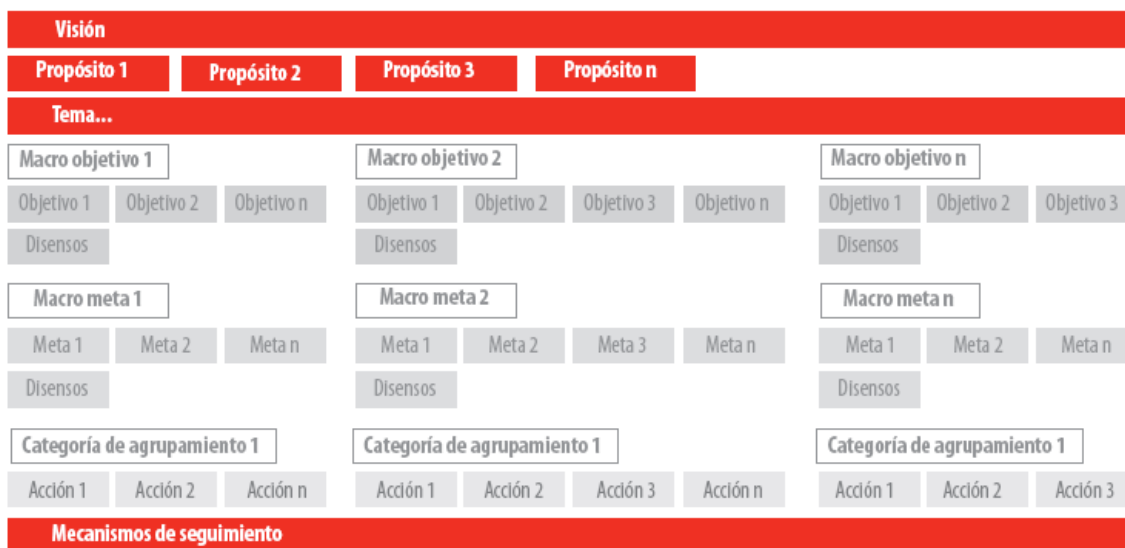 Visión
Propósito 1 Propósito 2 Propósito 3 Propósito n
Tema...
Macro objetivo 1 Macro objetivo 2 Macro objetivo n
Objetivo 1 Objetivo 2 Objetivo n Objetivo 1 Objetivo 2 Objetivo 3 Objetivo n Objetivo 1 Objetivo 2 Objetivo 3
Disensos Disensos Disensos
Macro meta 1 Macro meta 2 Macro meta n
Meta 1 Meta 2 Meta n Meta 1 Meta 2 Meta 3 Meta n Meta 1 Meta 2 Meta n
Disensos Disensos Disensos
Categoría de agrupamiento 1 Categoría de agrupamiento 1 Categoría de agrupamiento 1
Acción 1 Acción 2 Acción n Acción 1 Acción 2 Acción 3 Acción n Acción 1 Acción 2 Acción 3
Mecanismos de seguimiento